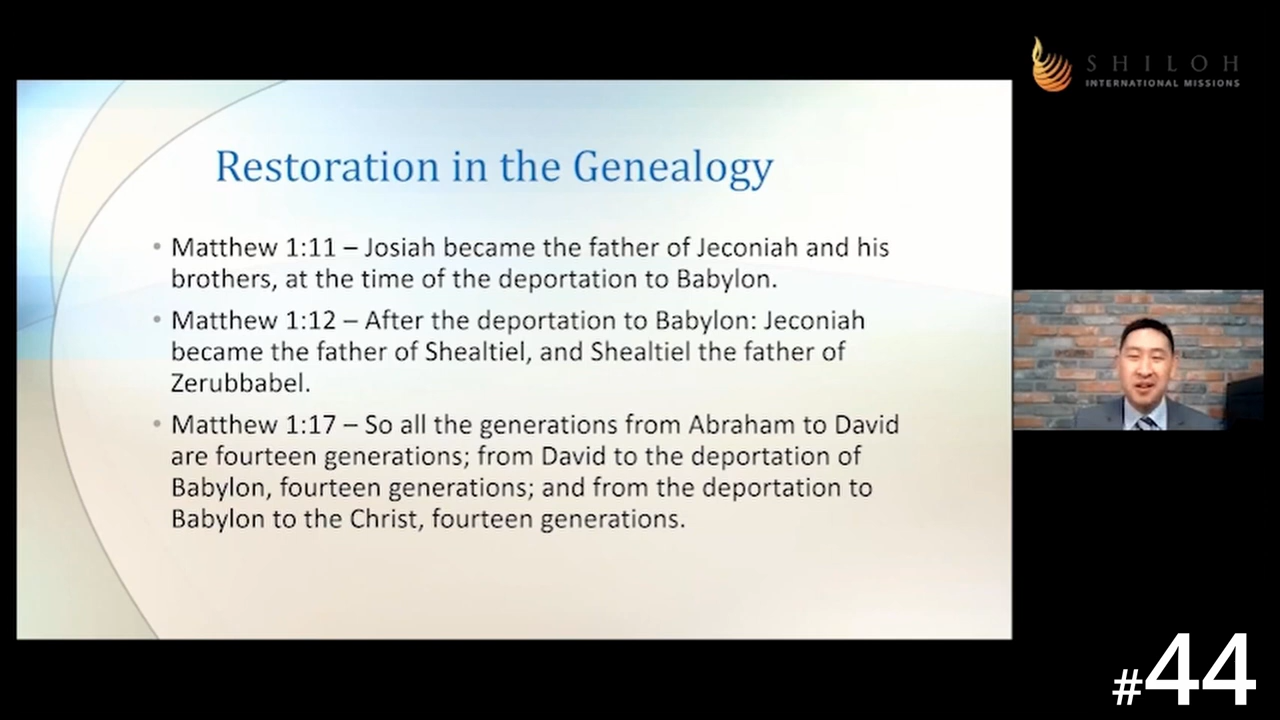 SHILOH
INTERNATIONAL MISSIONS
Restoration in the Genealogy
• Matthew 1:11 – Josiah became the father of Jeconiah and his
brothers, at the time of the deportation to Babylon.
• Matthew 1:12 – After the deportation to Babylon: Jeconiah
became the father of Shealtiel, and Shealtiel the father of
Zerubbabel.
• Matthew 1:17 – So all the generations from Abraham to David
are fourteen generations; from David to the deportation of
Babylon, fourteen generations; and from the deportation to
Babylon to the Christ, fourteen generations.
#44